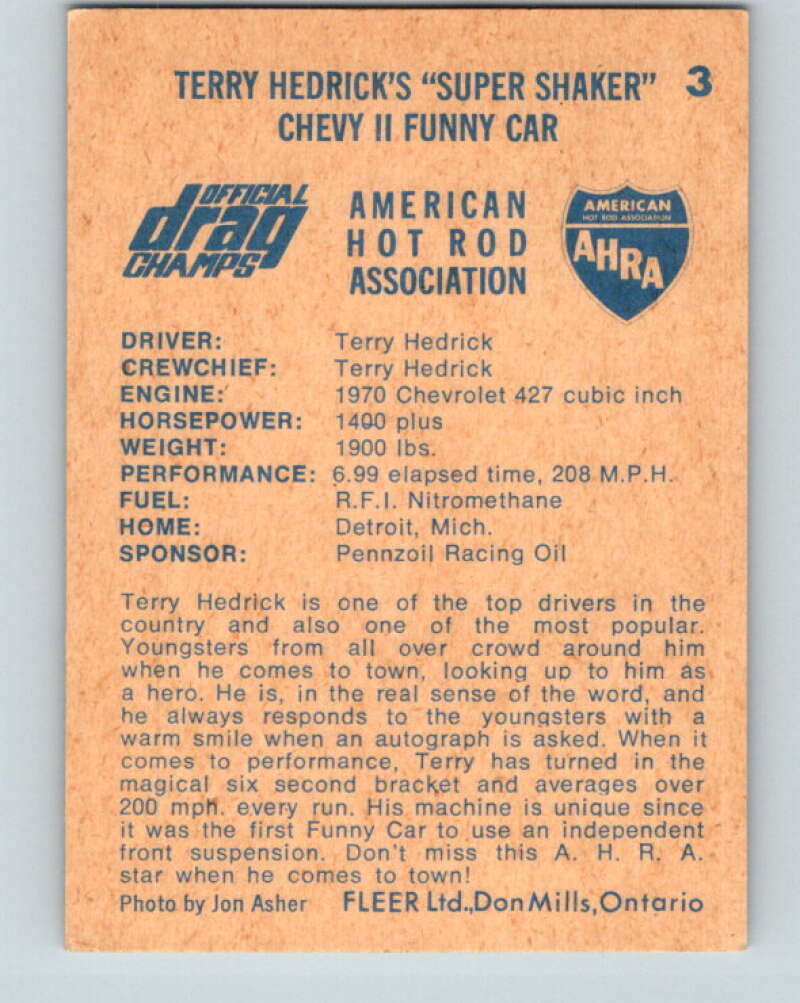 TERRY HEDRICK'S "SUPER SHAKER" 3
CHEVY II FUNNY CAR
OFFICIAL
drag
CHAMPS
AMERICAN
HOT ROD
ASSOCIATION
AMERICAN
HOT ROD ASSOCIATION
AHRA
DRIVER: Terry Hedrick
CREWCHIEF: Terry Hedrick
ENGINE: 1970 Chevrolet 427 cubic inch
HORSEPOWER: 1400 plus
WEIGHT: 1900 lbs.
PERFORMANCE: 6.99 elapsed time, 208 M.P.H.
FUEL: R.F.I. Nitromethane
HOME: Detroit, Mich.
SPONSOR: Pennzoil Racing Oil
Terry Hedrick is one of the top drivers in the
country and also one of the most popular.
Youngsters from all over crowd around him
when he comes to town, looking up to him as
a hero. He is, in the real sense of the word, and
he always responds to the youngsters with a
warm smile when an autograph is asked. When it
comes to performance, Terry has turned in the
magical six second bracket and averages over
200 mph. every run. His machine is unique since
it was the first Funny Car to use an independent
front suspension. Don't miss this A. H. R. A.
star when he comes to town!
Photo by Jon Asher FLEER Ltd., Don Mills, Ontario